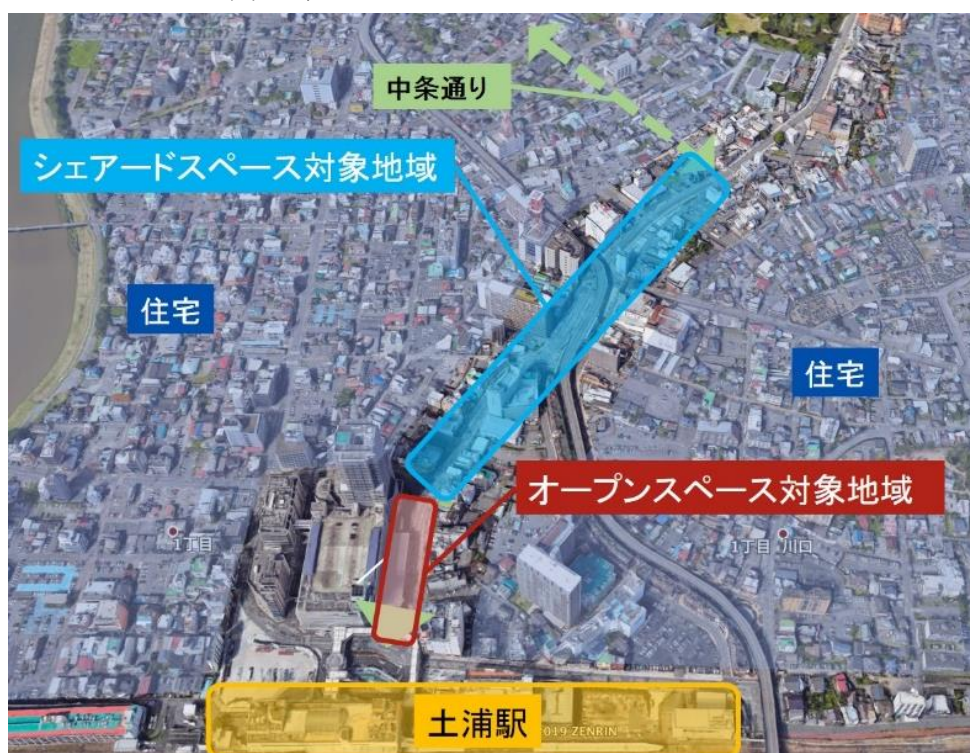 中条通り
シェアードスペース対象地域
住宅
住宅
オープンスペース対象地域
1丁目
1丁目 川口
土浦駅
2019 ZENRIN